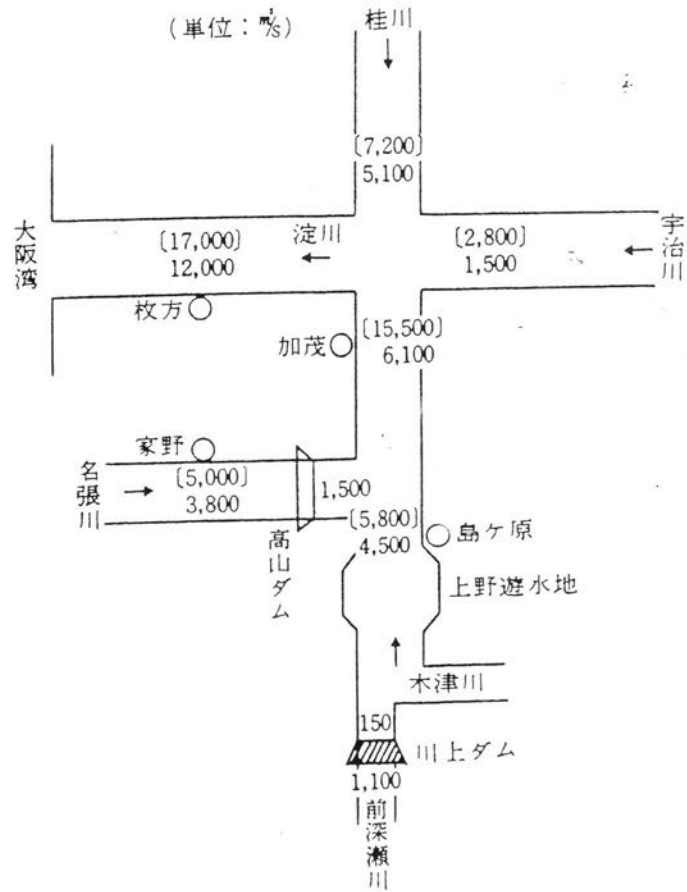 (単位：㎥/s)
桂川
↓
〔7,200〕
5,100
大阪湾
〔17,000〕
12,000
淀川
←
〔2,800〕
1,500
←
宇治川
枚方
加茂
〔15,500〕
6,100
家野
名張川
→
〔5,000〕
3,800
1,500
高山ダム
〔5,800〕
4,500
島ケ原
上野遊水地
↑
木津川
150
川上ダム
1,100
前深瀬川